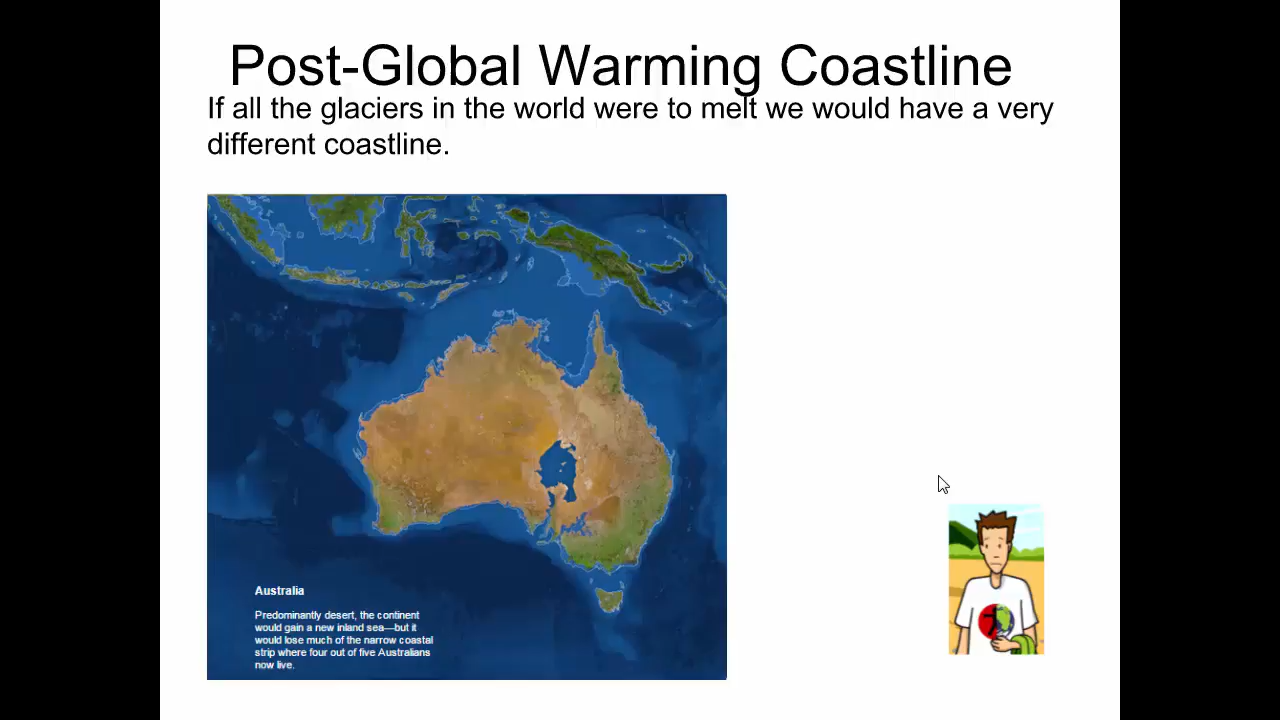 Post-Global Warming Coastline
If all the glaciers in the world were to melt we would have a very
different coastline.
Australia
Predominantly desert, the continent
would gain a new inland sea—but it
would lose much of the narrow coastal
strip where four out of five Australians
now live.